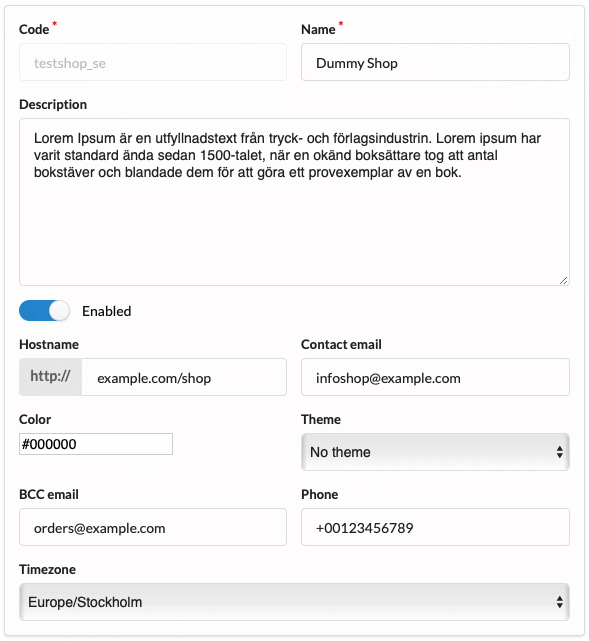 Code *
Name *
testshop_se
Dummy Shop
Description
Lorem Ipsum är en utfyllnadstext från tryck- och förlagsindustrin. Lorem ipsum har
varit standard ända sedan 1500-talet, när en okänd boksättare tog att antal
bokstäver och blandade dem för att göra ett provexemplar av en bok.
Enabled
Hostname
Contact email
http://
example.com/shop
infoshop@example.com
Color
Theme
#000000
No theme
BCC email
Phone
orders@example.com
+00123456789
Timezone
Europe/Stockholm